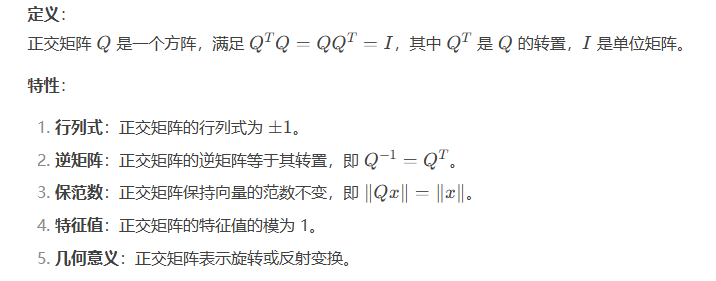 定义：
正交矩阵 Q 是一个方阵，满足 Q^T Q = QQ^T = I，其中 Q^T 是 Q 的转置，I 是单位矩阵。
特性：
1. 行列式：正交矩阵的行列式为 ±1。
2. 逆矩阵：正交矩阵的逆矩阵等于其转置，即 Q^{-1} = Q^T。
3. 保范数：正交矩阵保持向量的范数不变，即 ‖Qx‖ = ‖x‖。
4. 特征值：正交矩阵的特征值的模为 1。
5. 几何意义：正交矩阵表示旋转或反射变换。